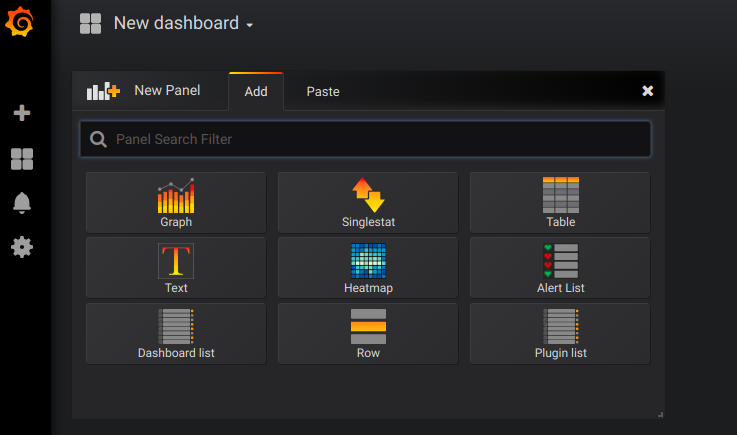 New dashboard
New Panel Add Paste
Panel Search Filter
Graph Singlestat Table
Text Heatmap Alert List
Dashboard list Row Plugin list